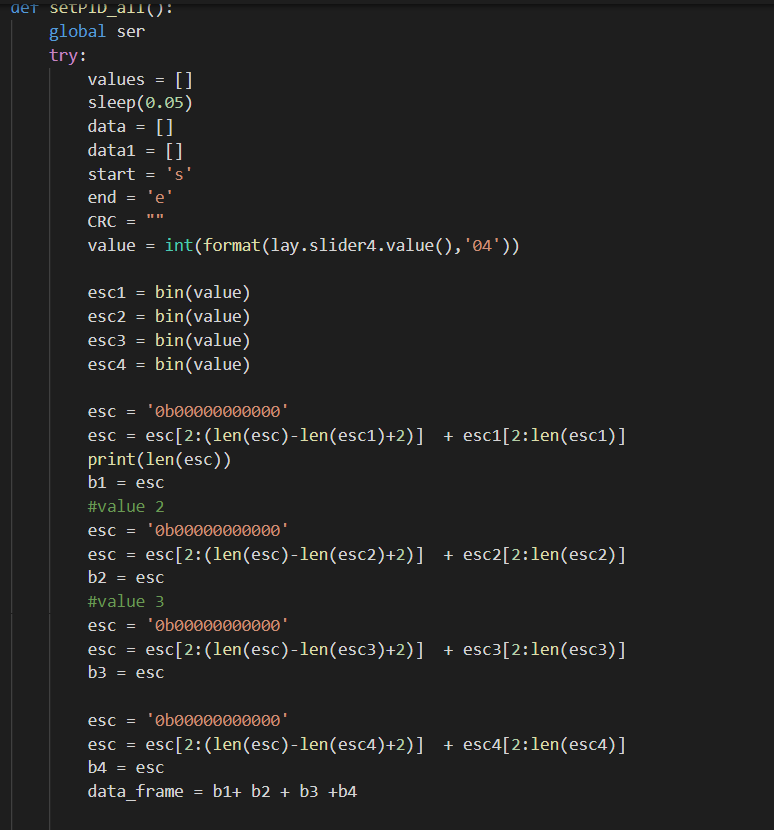 def setPID_all():
    global ser
    try:
        values = []
        sleep(0.05)
        data = []
        data1 = []
        start = 's'
        end = 'e'
        CRC = ""
        value = int(format(lay.slider4.value(),'04'))

        esc1 = bin(value)
        esc2 = bin(value)
        esc3 = bin(value)
        esc4 = bin(value)

        esc = '0b00000000000'
        esc = esc[2:(len(esc)-len(esc1)+2)]  + esc1[2:len(esc1)]
        print(len(esc))
        b1 = esc
        #value 2
        esc = '0b00000000000'
        esc = esc[2:(len(esc)-len(esc2)+2)]  + esc2[2:len(esc2)]
        b2 = esc
        #value 3
        esc = '0b00000000000'
        esc = esc[2:(len(esc)-len(esc3)+2)]  + esc3[2:len(esc3)]
        b3 = esc

        esc = '0b00000000000'
        esc = esc[2:(len(esc)-len(esc4)+2)]  + esc4[2:len(esc4)]
        b4 = esc
        data_frame = b1+ b2 + b3 +b4